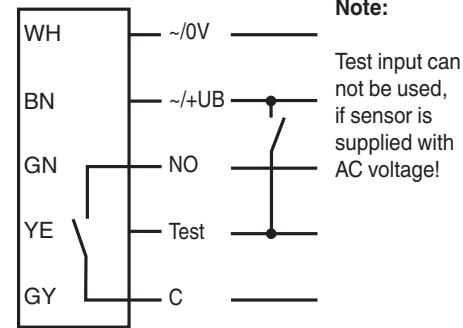 WH ~/0V
BN ~/+UB
GN NO
YE Test
GY C
Note:
Test input can
not be used,
if sensor is
supplied with
AC voltage!